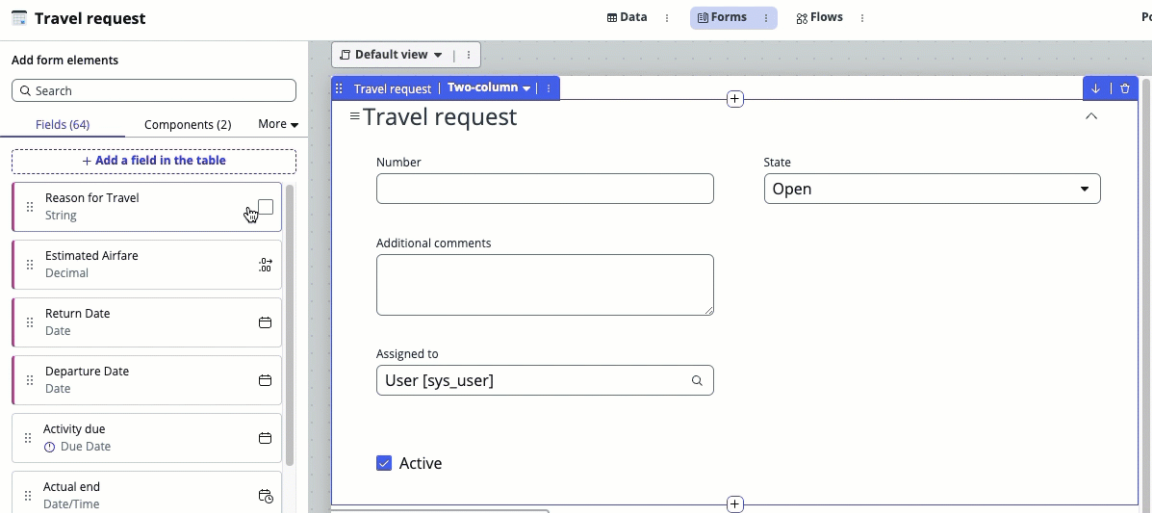 Travel request
Data
Forms
Flows
Add form elements
Default view
Search
Travel request
Two-column
Fields (64)
Components (2)
More
Travel request
+ Add a field in the table
Number
State
Open
Reason for Travel
String
Additional comments
Estimated Airfare
Decimal
.0
.00
Return Date
Date
Assigned to
User [sys_user]
Departure Date
Date
Activity due
Due Date
Active
Actual end
Date/Time